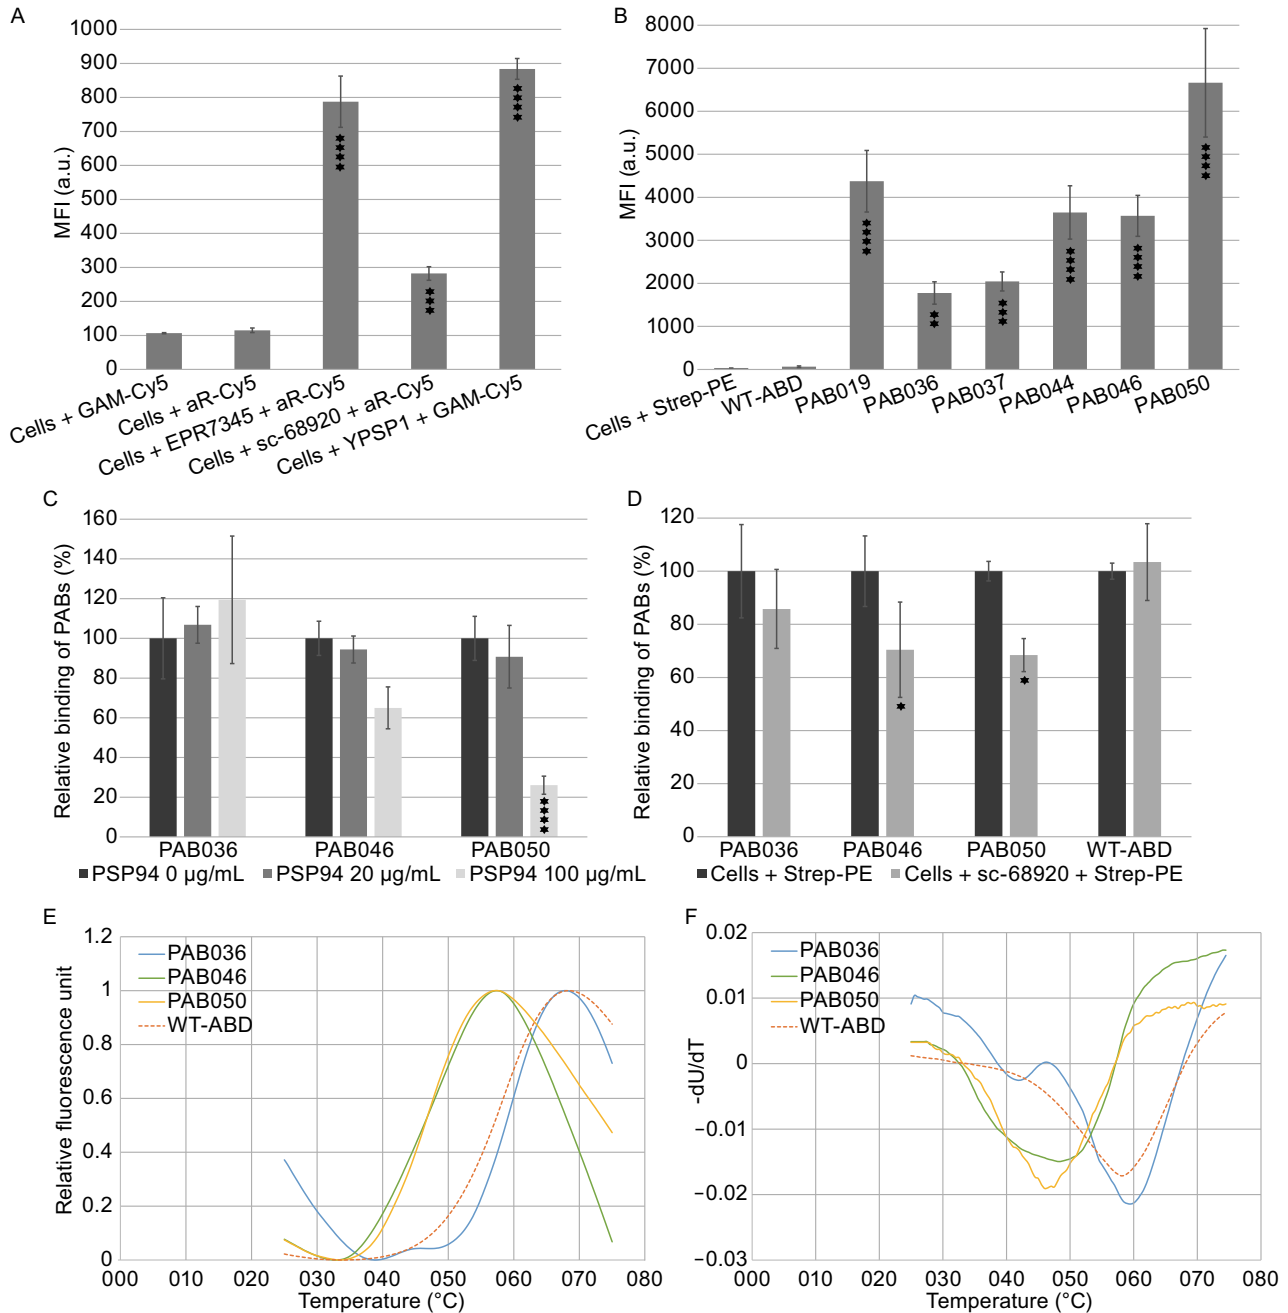 A
1000
900
800
700
600
500
400
300
200
100
0
MFI (a.u.)
Cells + GAM-Cy5
Cells + aR-Cy5
Cells + EPR7345 + aR-Cy5
Cells + sc-68920 + aR-Cy5
Cells + YPSP1 + GAM-Cy5
B
8000
7000
6000
5000
4000
3000
2000
1000
0
MFI (a.u.)
Cells + Strep-PE
WT-ABD
PAB019
PAB036
PAB037
PAB044
PAB046
PAB050
C
160
140
120
100
80
60
40
20
0
Relative binding of PABs (%)
PAB036 PAB046 PAB050
PSP94 0 µg/mL PSP94 20 µg/mL PSP94 100 µg/mL
D
120
100
80
60
40
20
0
Relative binding of PABs (%)
PAB036 PAB046 PAB050 WT-ABD
Cells + Strep-PE Cells + sc-68920 + Strep-PE
E
1.2
1
0.8
0.6
0.4
0.2
0
Relative fluorescence unit
PAB036
PAB046
PAB050
WT-ABD
000 010 020 030 040 050 060 070 080
Temperature (°C)
F
0.02
0.01
0
−0.01
−0.02
−0.03
-dU/dT
PAB036
PAB046
PAB050
WT-ABD
000 010 020 030 040 050 060 070 080
Temperature (°C)